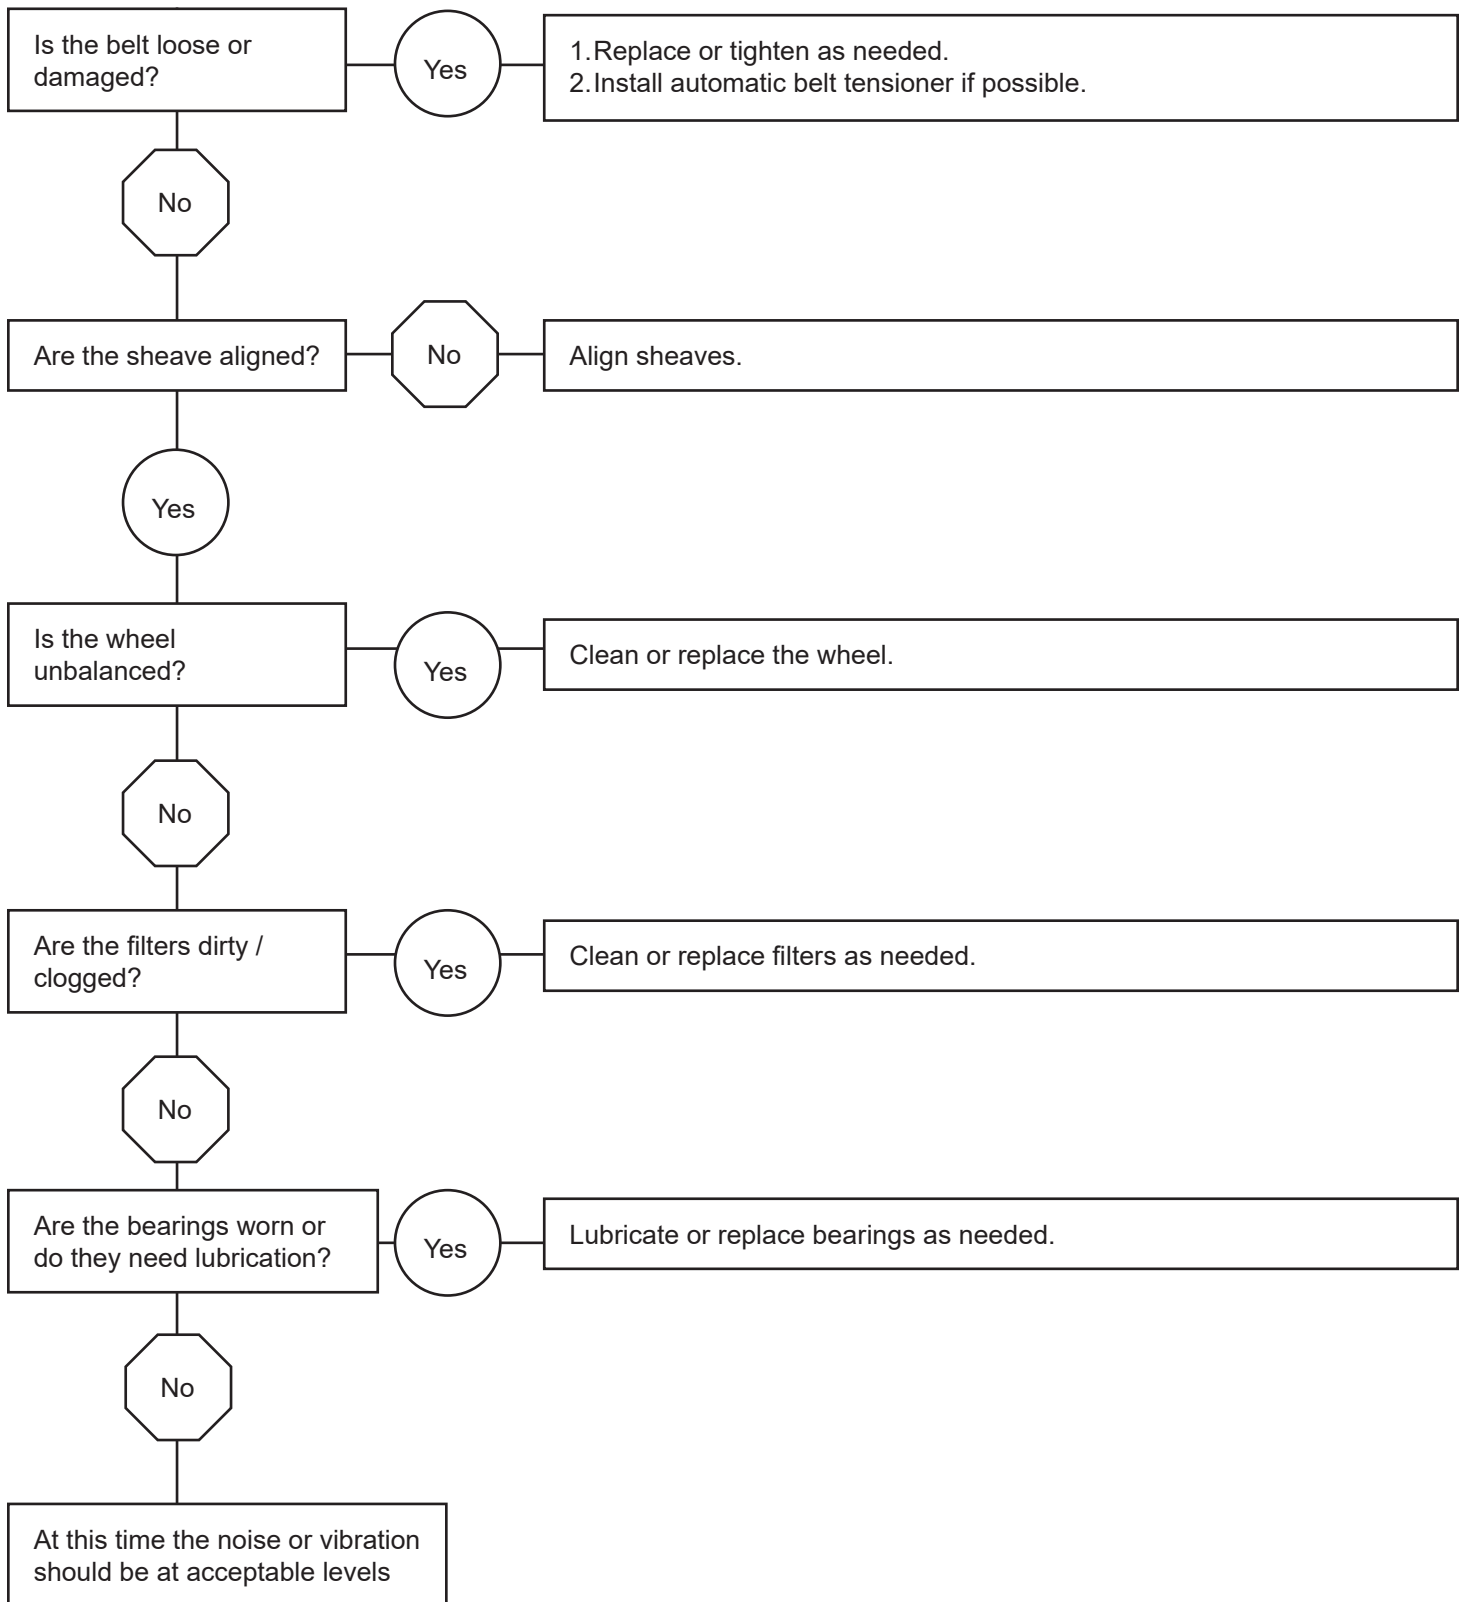 Is the belt loose or
damaged?
Yes
1.Replace or tighten as needed.
2.Install automatic belt tensioner if possible.
No
Are the sheave aligned?
No
Align sheaves.
Yes
Is the wheel
unbalanced?
Yes
Clean or replace the wheel.
No
Are the filters dirty /
clogged?
Yes
Clean or replace filters as needed.
No
Are the bearings worn or
do they need lubrication?
Yes
Lubricate or replace bearings as needed.
No
At this time the noise or vibration
should be at acceptable levels